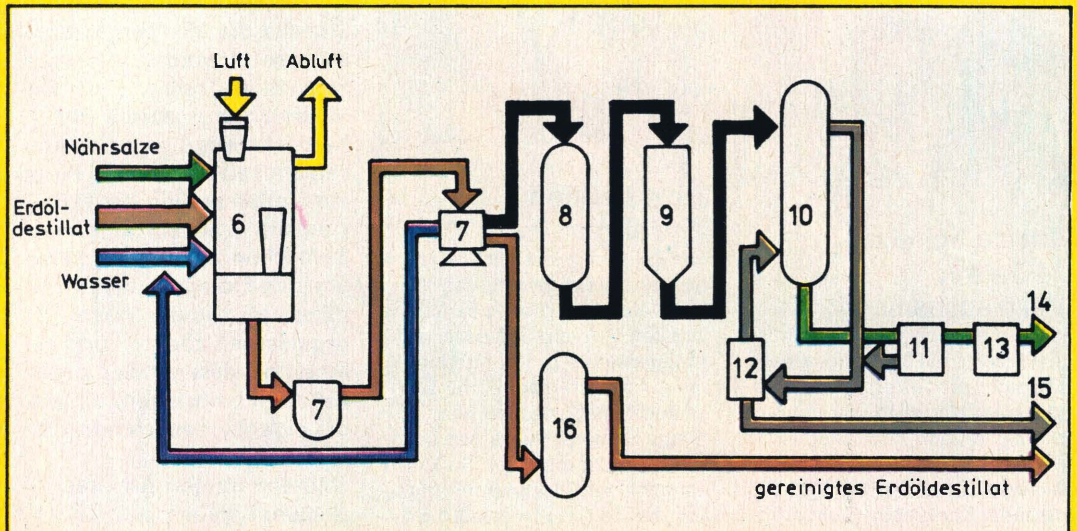 Luft Abluft
Nährsalze
Erdöl-
destillat
Wasser
6
7
7
8
9
10
11
12
13
14
15
16
gereinigtes Erdöldestillat